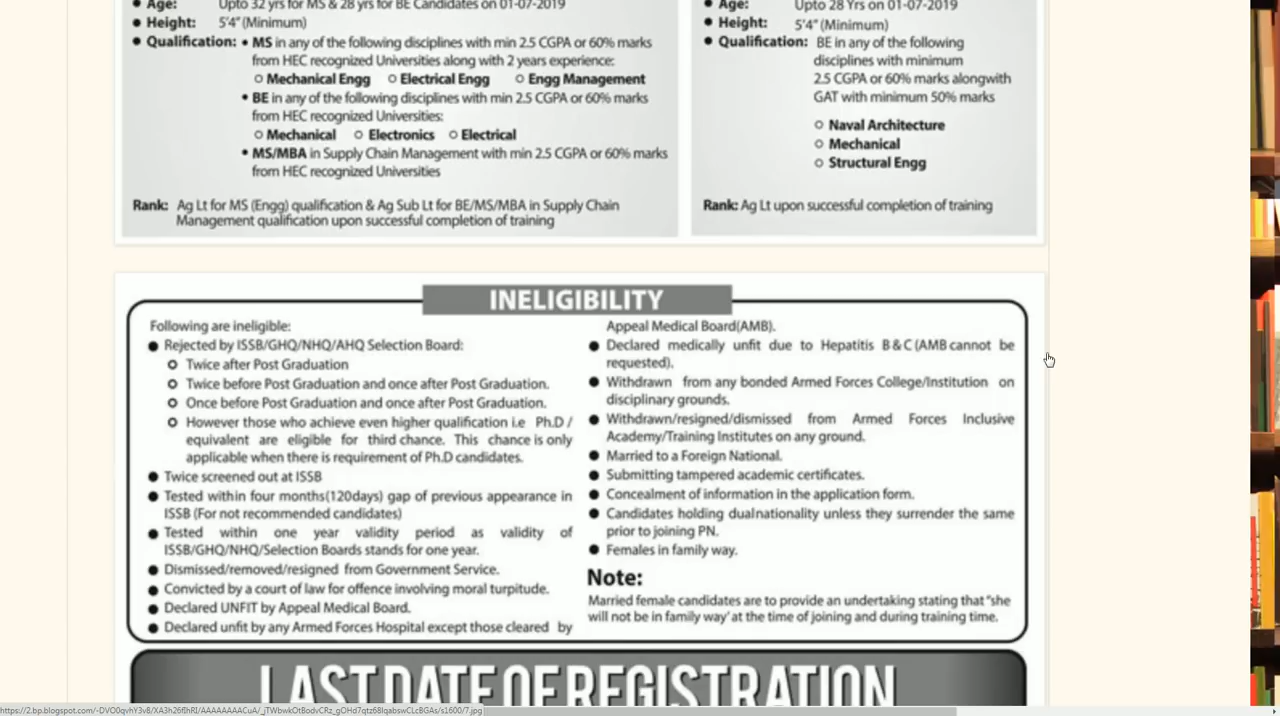 Age: Upto 32 yrs for MS & 28 yrs for BE Candidates on 01-07-2019
Height: 5'4" (Minimum)
Qualification: • MS in any of the following disciplines with min 2.5 CGPA or 60% marks
from HEC recognized Universities along with 2 years experience:
Mechanical Engg Electrical Engg Engg Management
• BE in any of the following disciplines with min 2.5 CGPA or 60% marks
from HEC recognized Universities:
Mechanical Electronics Electrical
• MS/MBA in Supply Chain Management with min 2.5 CGPA or 60% marks
from HEC recognized Universities
Rank: Ag Lt for MS (Engg) qualification & Ag Sub Lt for BE/MS/MBA in Supply Chain
Management qualification upon successful completion of training
Age: Upto 28 Yrs on 01-07-2019
Height: 5'4" (Minimum)
Qualification: BE in any of the following
disciplines with minimum
2.5 CGPA or 60% marks alongwith
GAT with minimum 50% marks
Naval Architecture
Mechanical
Structural Engg
Rank: Ag Lt upon successful completion of training
INELIGIBILITY
Following are ineligible:
Rejected by ISSB/GHQ/NHQ/AHQ Selection Board:
Twice after Post Graduation
Twice before Post Graduation and once after Post Graduation.
Once before Post Graduation and once after Post Graduation.
However those who achieve even higher qualification i.e Ph.D /
equivalent are eligible for third chance. This chance is only
applicable when there is requirement of Ph.D candidates.
Twice screened out at ISSB
Tested within four months(120days) gap of previous appearance in
ISSB (For not recommended candidates)
Tested within one year validity period as validity of
ISSB/GHQ/NHQ/Selection Boards stands for one year.
Dismissed/removed/resigned from Government Service.
Convicted by a court of law for offence involving moral turpitude.
Declared UNFIT by Appeal Medical Board.
Declared unfit by any Armed Forces Hospital except those cleared by
Appeal Medical Board(AMB).
Declared medically unfit due to Hepatitis B & C (AMB cannot be
requested).
Withdrawn from any bonded Armed Forces College/Institution on
disciplinary grounds.
Withdrawn/resigned/dismissed from Armed Forces Inclusive
Academy/Training Institutes on any ground.
Married to a Foreign National.
Submitting tampered academic certificates.
Concealment of information in the application form.
Candidates holding dualnationality unless they surrender the same
prior to joining PN.
Females in family way.
Note:
Married female candidates are to provide an undertaking stating that "she
will not be in family way' at the time of joining and during training time.
LAST DATE OF REGISTRATION